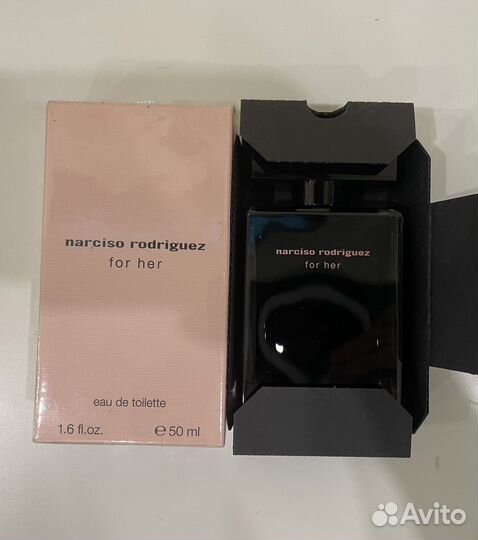 narciso rodriguez
for her
eau de toilette
1.6 fl.oz. e 50 ml
narciso rodriguez
for her
Avito